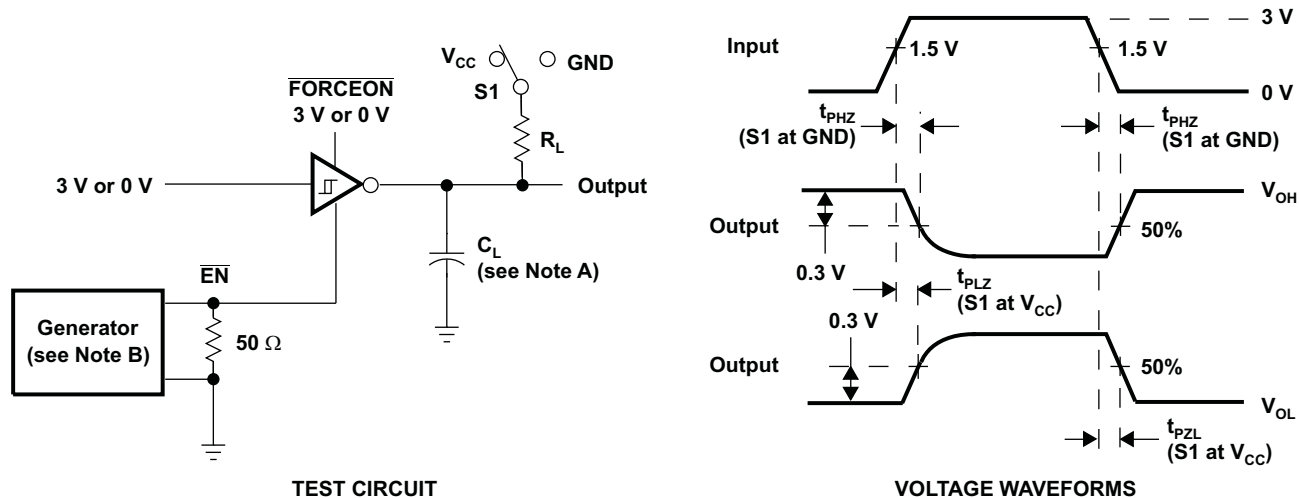 V_CC
GND
S1
FORCEON
3 V or 0 V
R_L
3 V or 0 V
Output
C_L
(see Note A)
EN
Generator
(see Note B)
50 Ω
TEST CIRCUIT
3 V
Input
1.5 V
1.5 V
0 V
t_PHZ
(S1 at GND)
t_PHZ
(S1 at GND)
V_OH
Output
50%
0.3 V
t_PLZ
(S1 at V_CC)
0.3 V
Output
50%
V_OL
t_PZL
(S1 at V_CC)
VOLTAGE WAVEFORMS